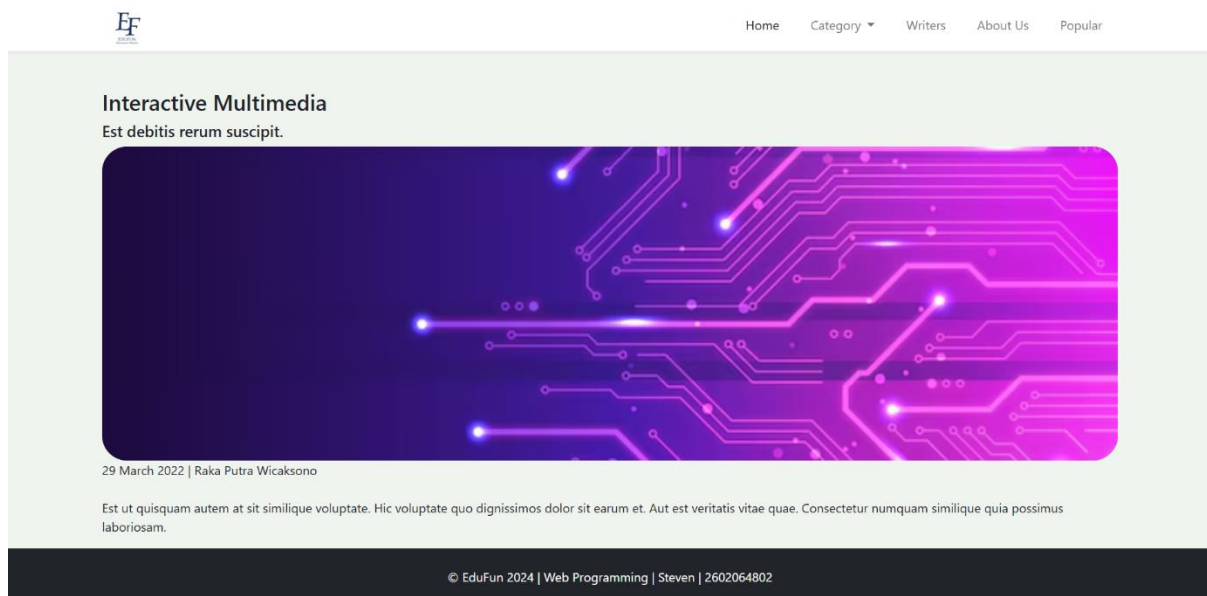 EF
EDUFUN
Home Category Writers About Us Popular
Interactive Multimedia
Est debitis rerum suscipit.
29 March 2022 | Raka Putra Wicaksono
Est ut quisquam autem at sit similique voluptate. Hic voluptate quo dignissimos dolor sit earum et. Aut est veritatis vitae quae. Consectetur numquam similique quia possimus
laboriosam.
© EduFun 2024 | Web Programming | Steven | 2602064802